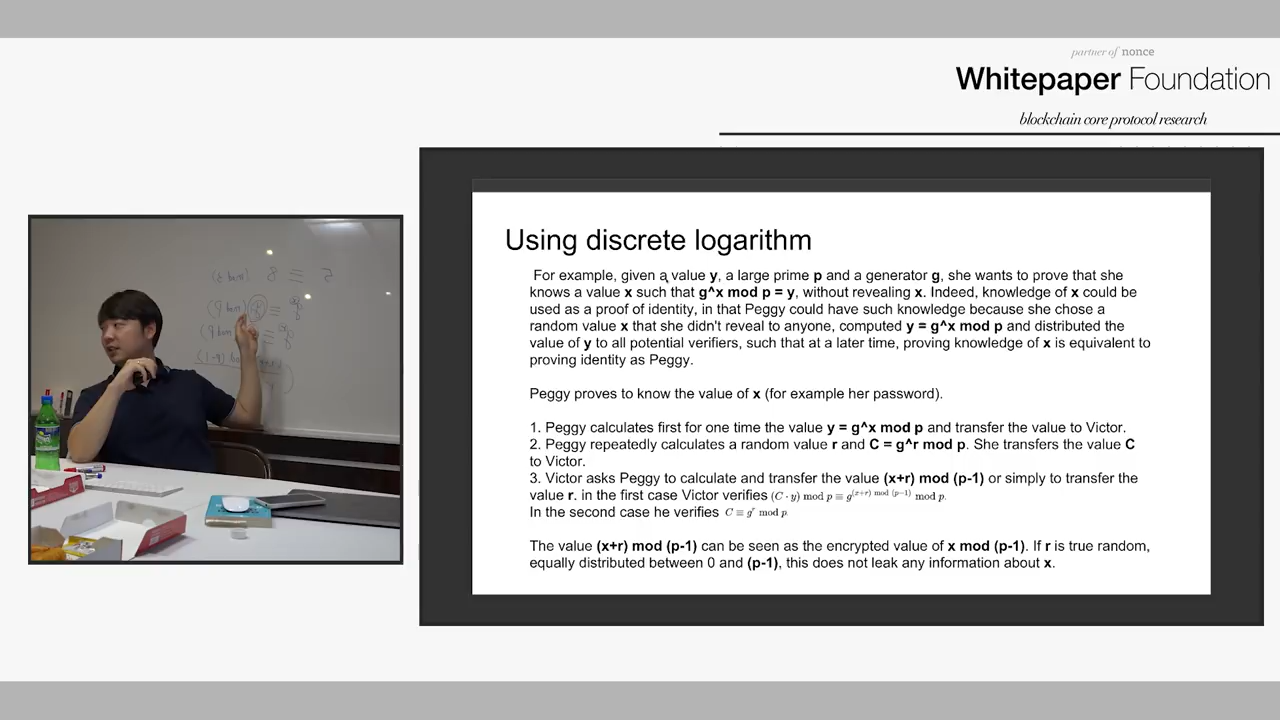 partner of nonce
Whitepaper Foundation
blockchain core protocol research
Using discrete logarithm
For example, given a value y, a large prime p and a generator g, she wants to prove that she
knows a value x such that g^x mod p = y, without revealing x. Indeed, knowledge of x could be
used as a proof of identity, in that Peggy could have such knowledge because she chose a
random value x that she didn't reveal to anyone, computed y = g^x mod p and distributed the
value of y to all potential verifiers, such that at a later time, proving knowledge of x is equivalent to
proving identity as Peggy.
Peggy proves to know the value of x (for example her password).
1. Peggy calculates first for one time the value y = g^x mod p and transfer the value to Victor.
2. Peggy repeatedly calculates a random value r and C = g^r mod p. She transfers the value C
to Victor.
3. Victor asks Peggy to calculate and transfer the value (x+r) mod (p-1) or simply to transfer the
value r. in the first case Victor verifies (C · y) mod p ≡ g^(x+r) mod (p−1) mod p.
In the second case he verifies C ≡ g^r mod p.
The value (x+r) mod (p-1) can be seen as the encrypted value of x mod (p-1). If r is true random,
equally distributed between 0 and (p-1), this does not leak any information about x.